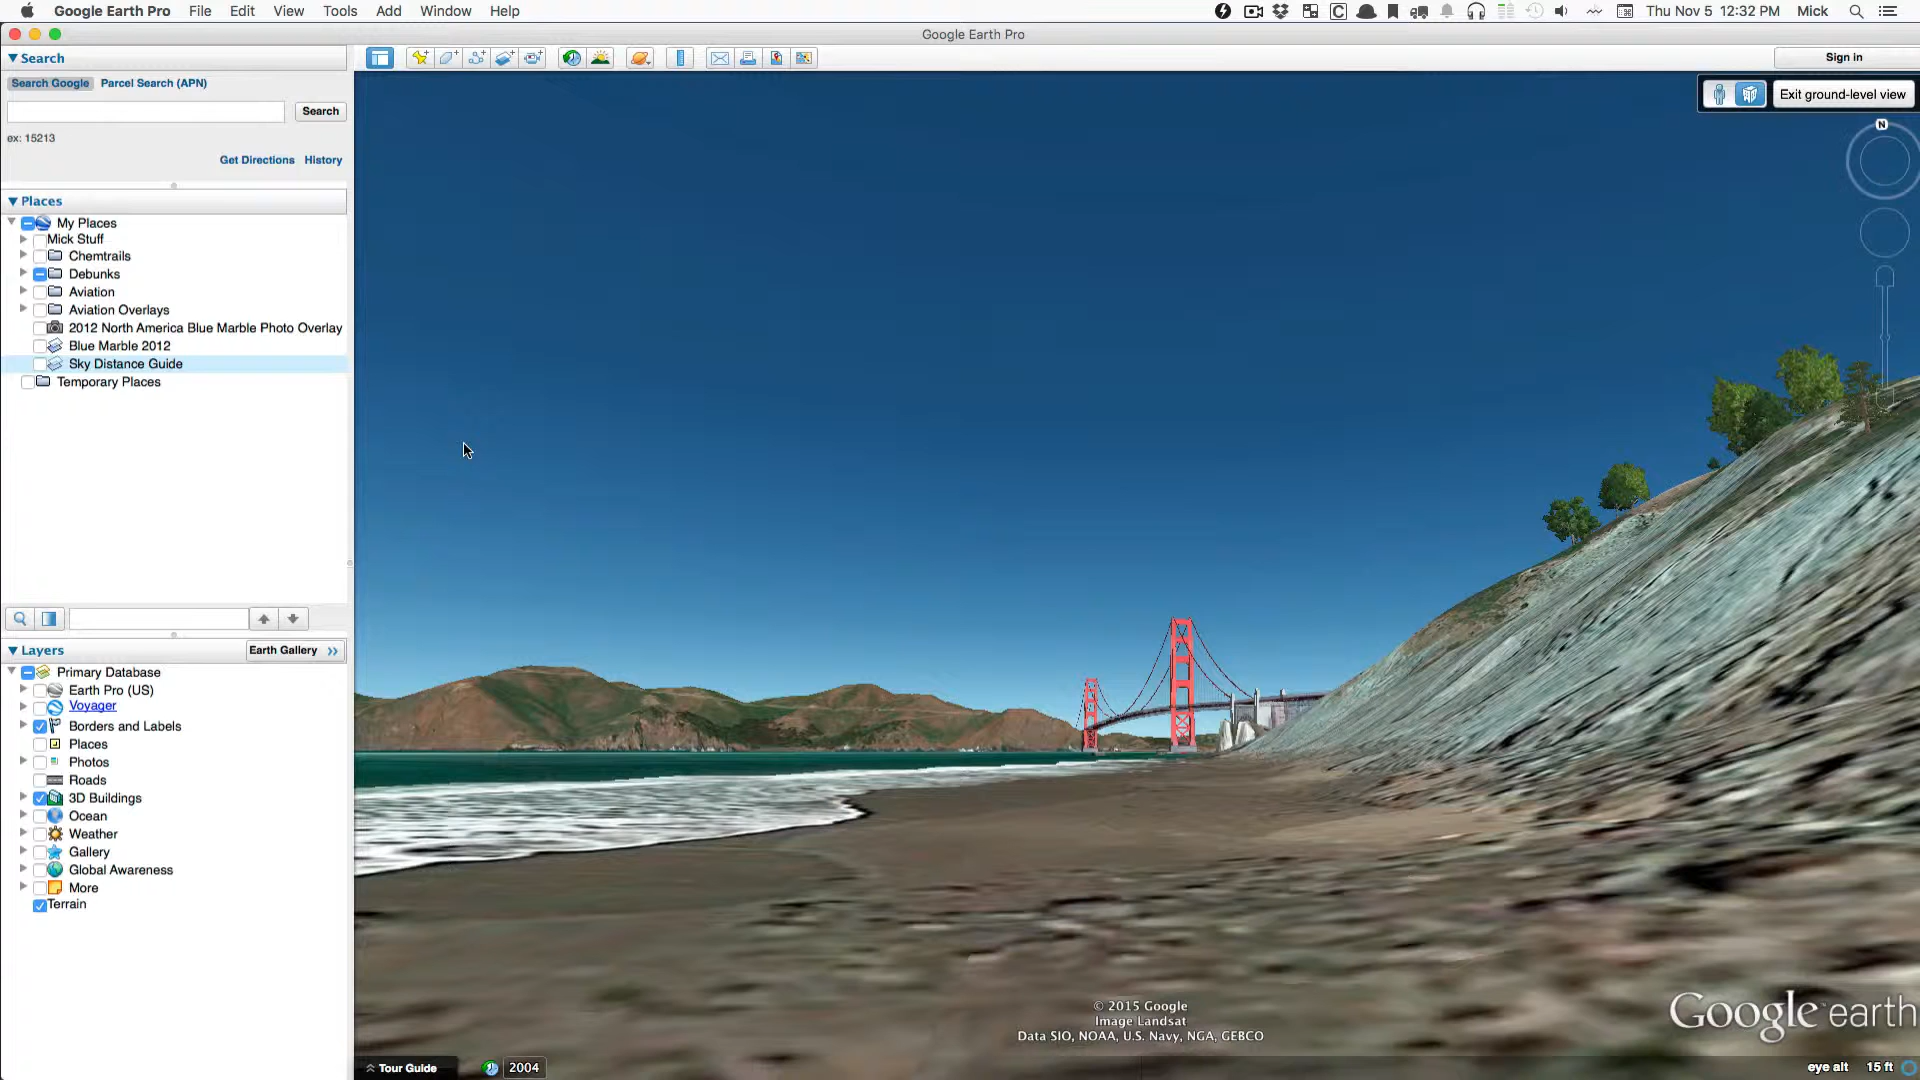 Google Earth Pro File Edit View Tools Add Window Help Thu Nov 5 12:32 PM Mick
Google Earth Pro
Search
Sign in
Search Google Parcel Search (APN)
Exit ground-level view
Search
ex: 15213
N
Get Directions History
Places
My Places
Mick Stuff
Chemtrails
Debunks
Aviation
Aviation Overlays
2012 North America Blue Marble Photo Overlay
Blue Marble 2012
Sky Distance Guide
Temporary Places
Layers
Earth Gallery »
Primary Database
Earth Pro (US)
Voyager
Borders and Labels
Places
Photos
Roads
3D Buildings
Ocean
Weather
Gallery
Global Awareness
More
Terrain
© 2015 Google
Image Landsat
Data SIO, NOAA, U.S. Navy, NGA, GEBCO
Google earth
Tour Guide 2004
eye alt 15 ft